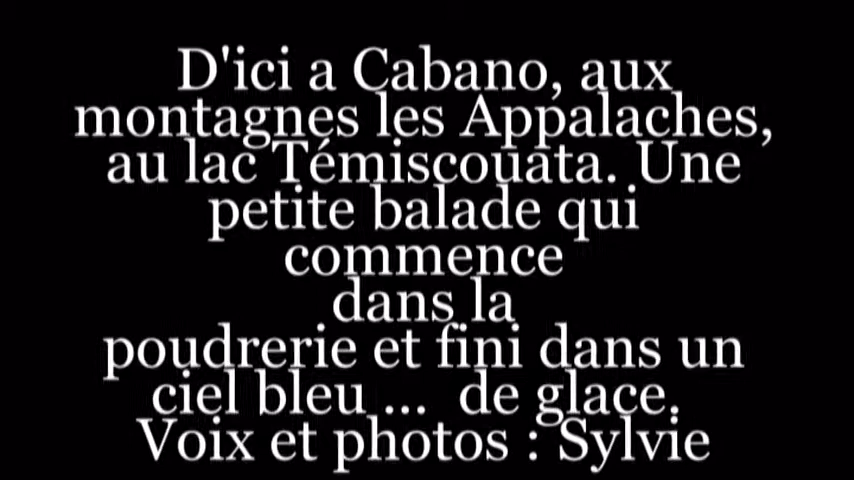 D'ici a Cabano, aux
montagnes les Appalaches,
au lac Témiscouata. Une
petite balade qui
commence
dans la
poudrerie et fini dans un
ciel bleu ... de glace.
Voix et photos : Sylvie